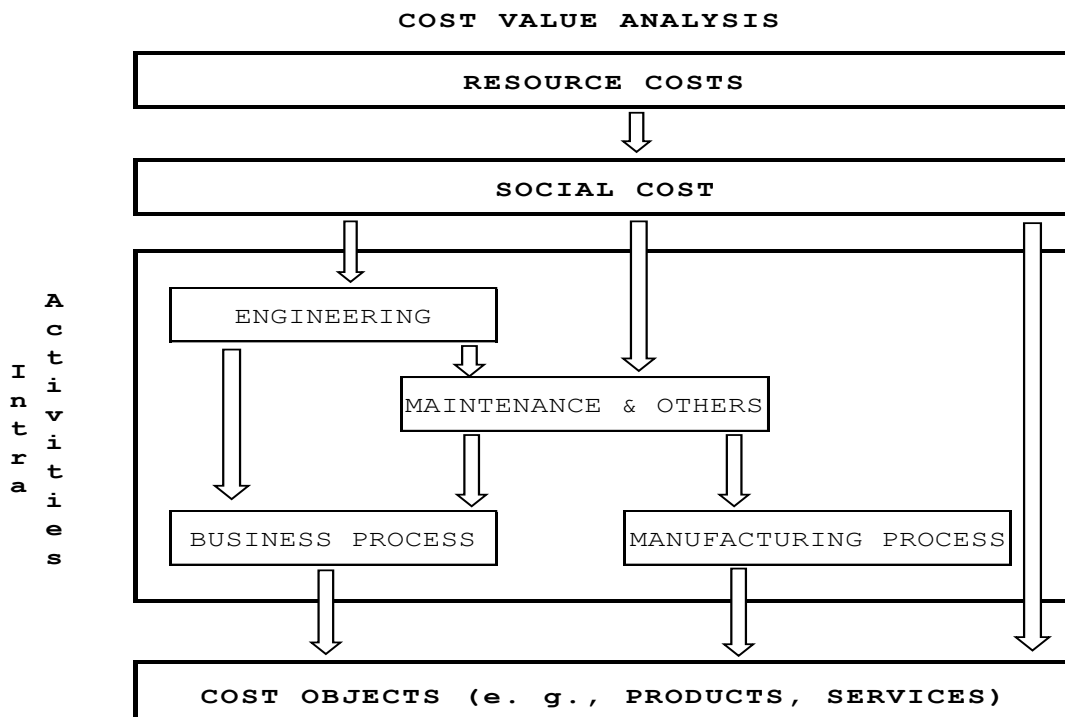 COST VALUE ANALYSIS
RESOURCE COSTS
SOCIAL COST
Intra
Activities
ENGINEERING
MAINTENANCE & OTHERS
BUSINESS PROCESS
MANUFACTURING PROCESS
COST OBJECTS (e. g., PRODUCTS, SERVICES)